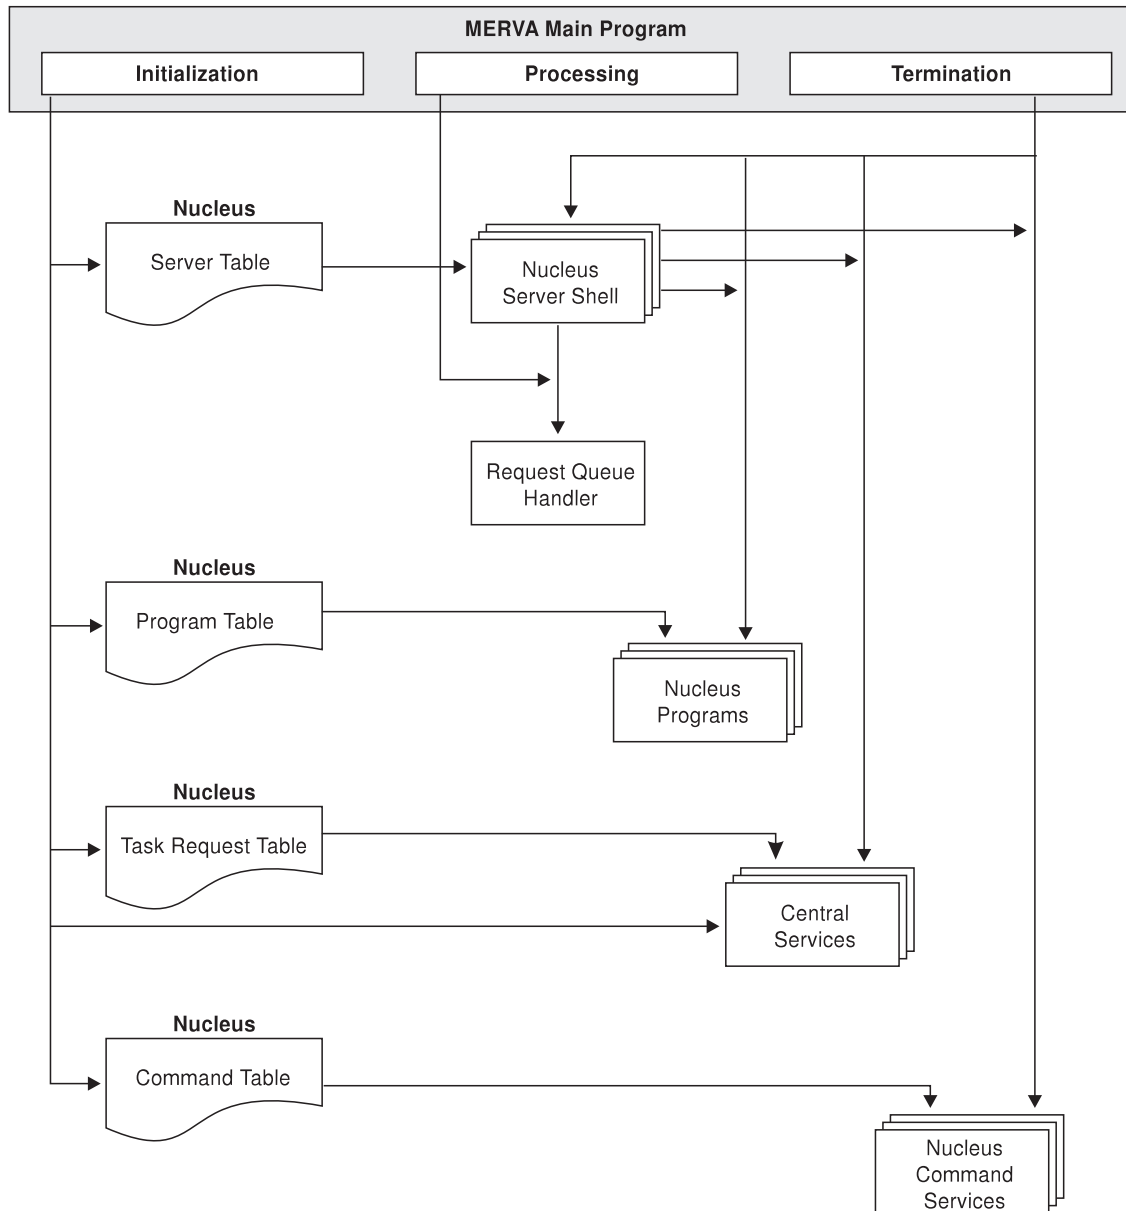 MERVA Main Program
Initialization
Processing
Termination
Nucleus
Server Table
Nucleus
Server Shell
Request Queue
Handler
Nucleus
Program Table
Nucleus
Programs
Nucleus
Task Request Table
Central
Services
Nucleus
Command Table
Nucleus
Command
Services